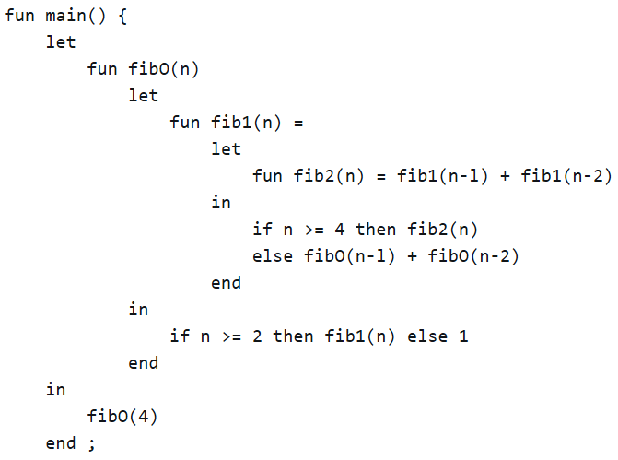 fun main() {
    let
        fun fib0(n)
            let
                fun fib1(n) =
                    let
                        fun fib2(n) = fib1(n-1) + fib1(n-2)
                    in
                        if n >= 4 then fib2(n)
                        else fib0(n-1) + fib0(n-2)
                    end
            in
                if n >= 2 then fib1(n) else 1
            end
    in
        fib0(4)
    end ;